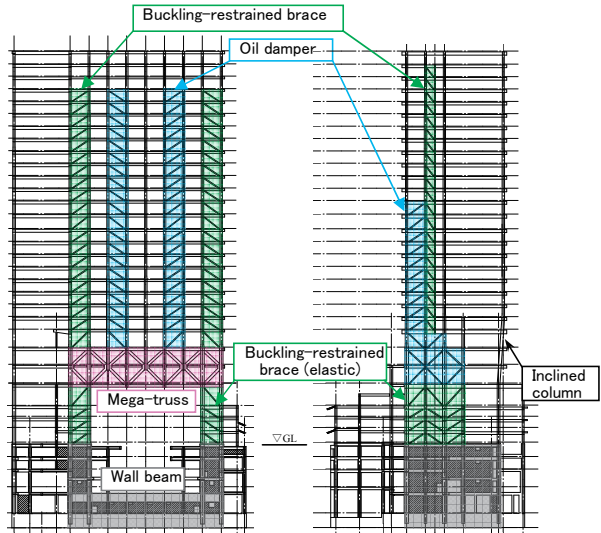 Buckling-restrained brace
Oil damper
Buckling-restrained
brace (elastic)
Inclined
column
Mega-truss
▽GL
Wall beam